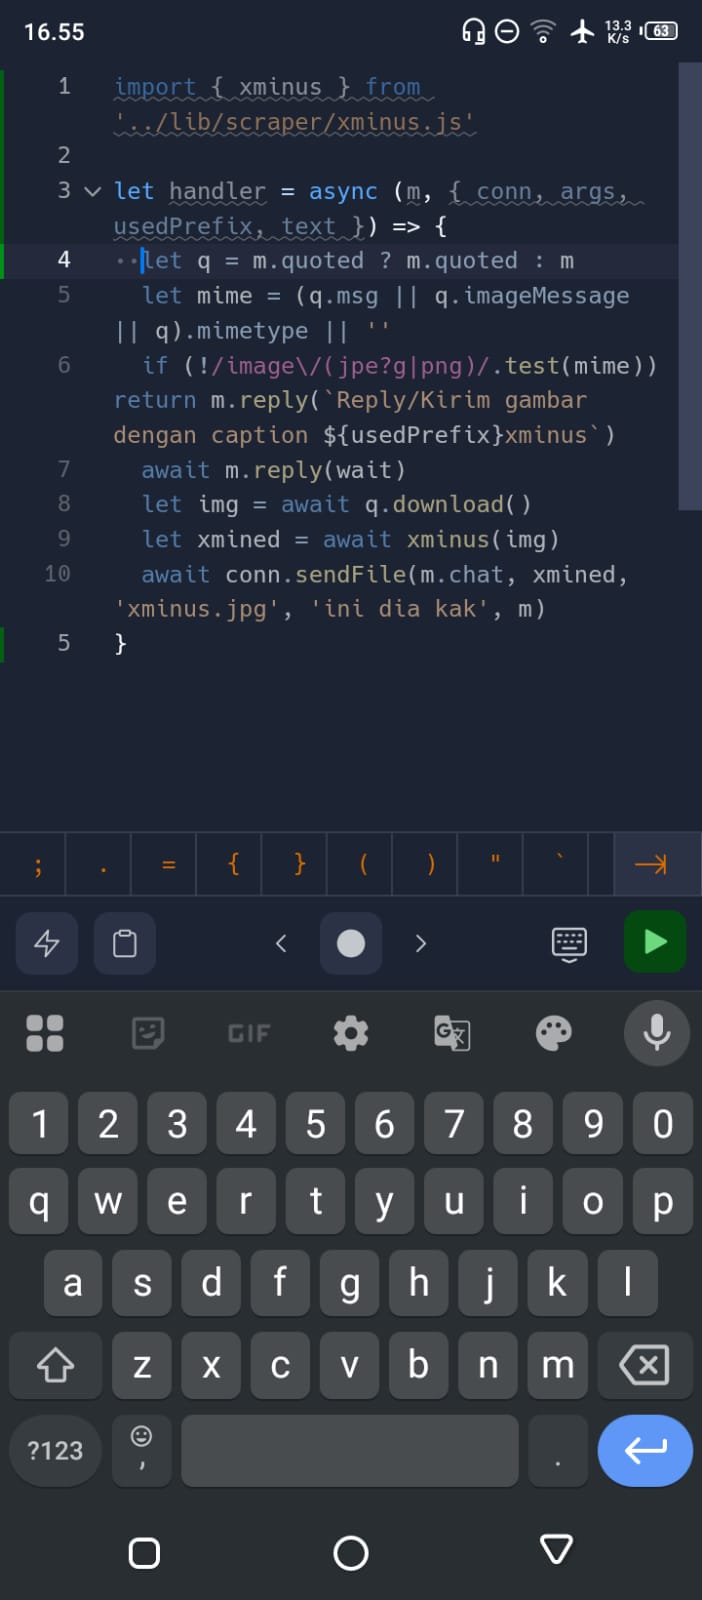 16.55
13.3
K/s
63
1 import { xminus } from
'../lib/scraper/xminus.js'
2
3 let handler = async (m, { conn, args,
usedPrefix, text }) => {
4 ··let q = m.quoted ? m.quoted : m
5 let mime = (q.msg || q.imageMessage
|| q).mimetype || ''
6 if (!/image\/(jpe?g|png)/.test(mime))
return m.reply(`Reply/Kirim gambar
dengan caption ${usedPrefix}xminus`)
7 await m.reply(wait)
8 let img = await q.download()
9 let xmined = await xminus(img)
10 await conn.sendFile(m.chat, xmined,
'xminus.jpg', 'ini dia kak', m)
5 }
; . = { } ( ) " `
GIF
1 2 3 4 5 6 7 8 9 0
q w e r t y u i o p
a s d f g h j k l
z x c v b n m
?123 , .